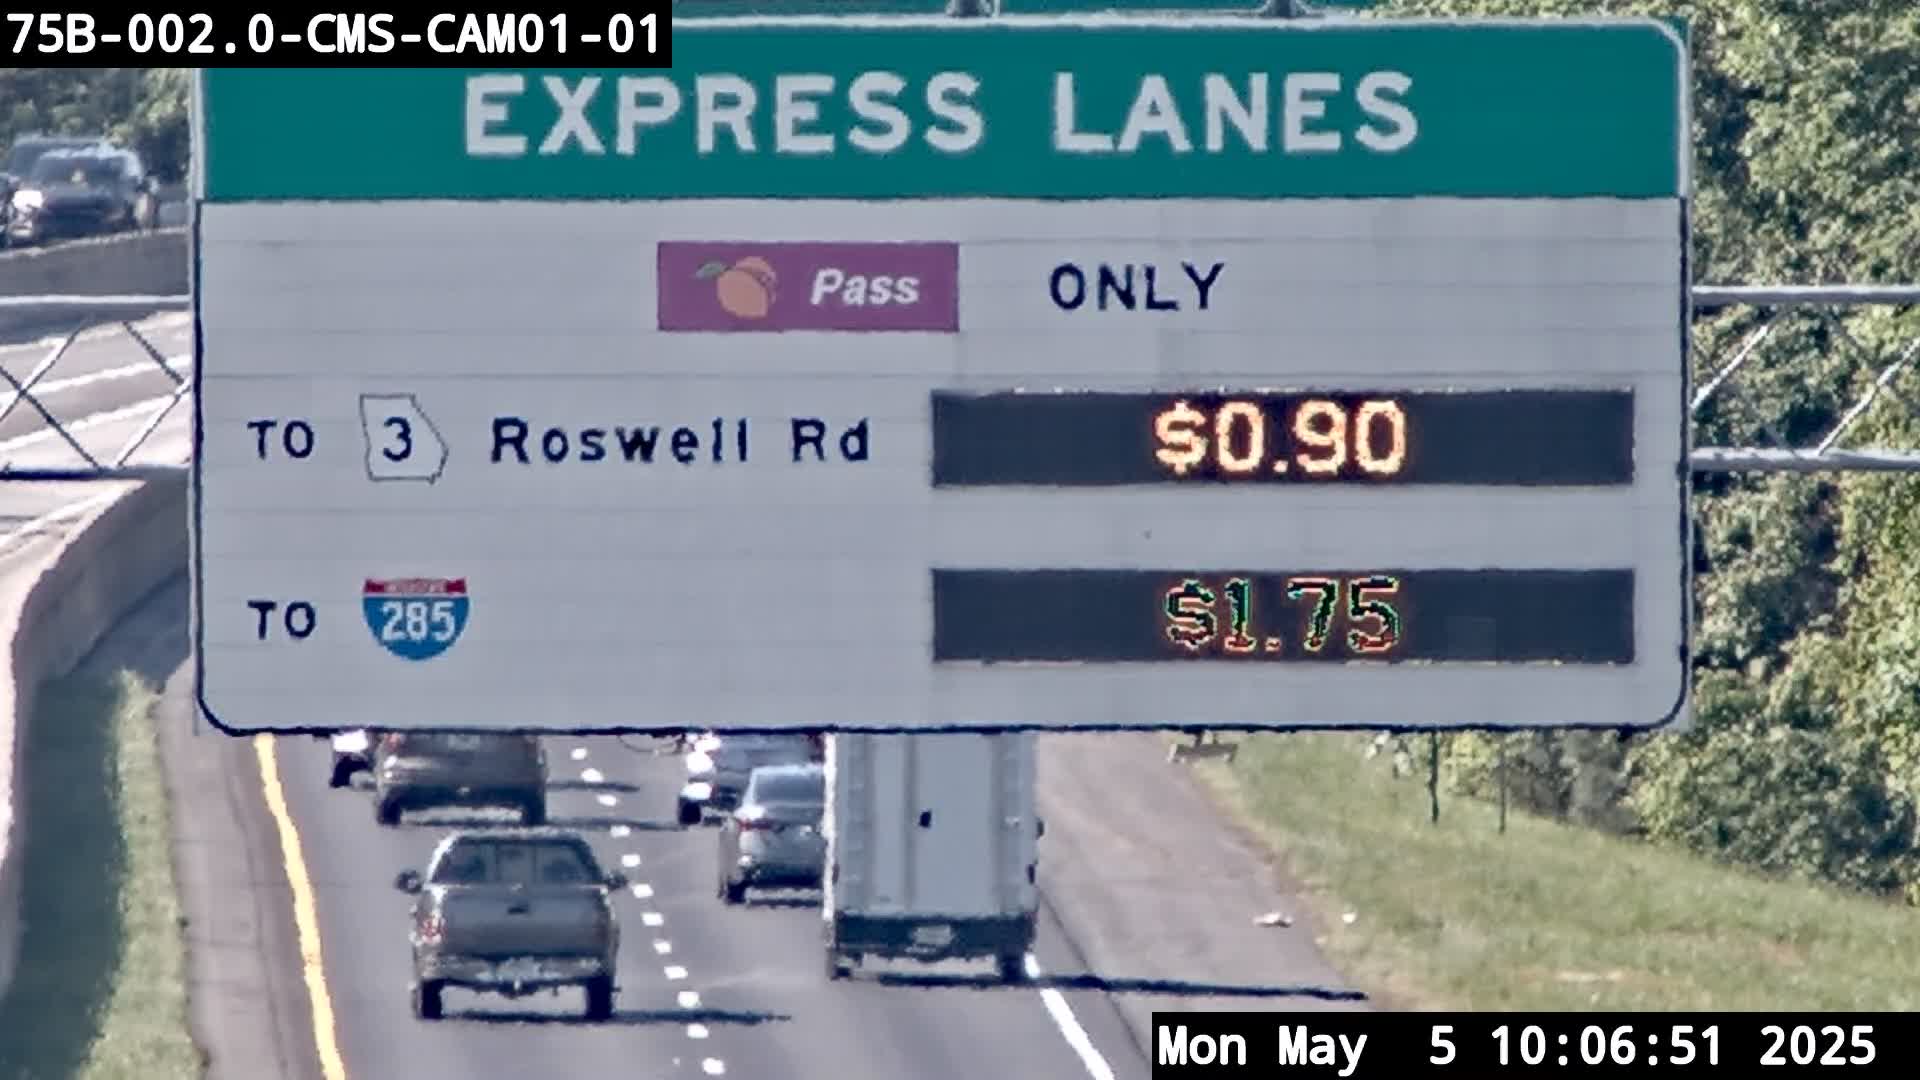 75B-002.0-CMS-CAM01-01
EXPRESS LANES
Pass ONLY
TO 3 Roswell Rd $0.90
TO 285 $1.75
Mon May 5 10:06:51 2025